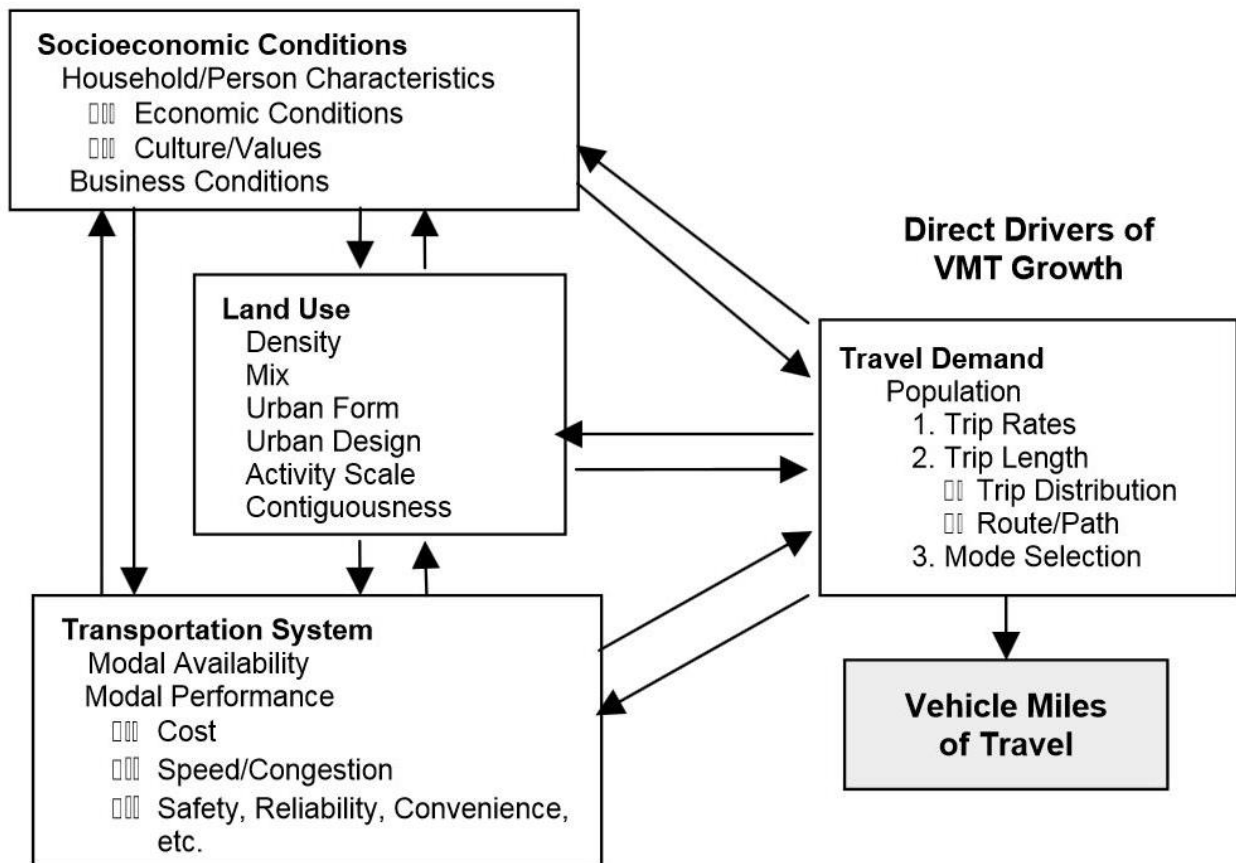 Socioeconomic Conditions
Household/Person Characteristics
Economic Conditions
Culture/Values
Business Conditions
Direct Drivers of
VMT Growth
Land Use
Density
Mix
Urban Form
Urban Design
Activity Scale
Contiguousness
Travel Demand
Population
1. Trip Rates
2. Trip Length
Trip Distribution
Route/Path
3. Mode Selection
Transportation System
Modal Availability
Modal Performance
Cost
Speed/Congestion
Safety, Reliability, Convenience,
etc.
Vehicle Miles
of Travel